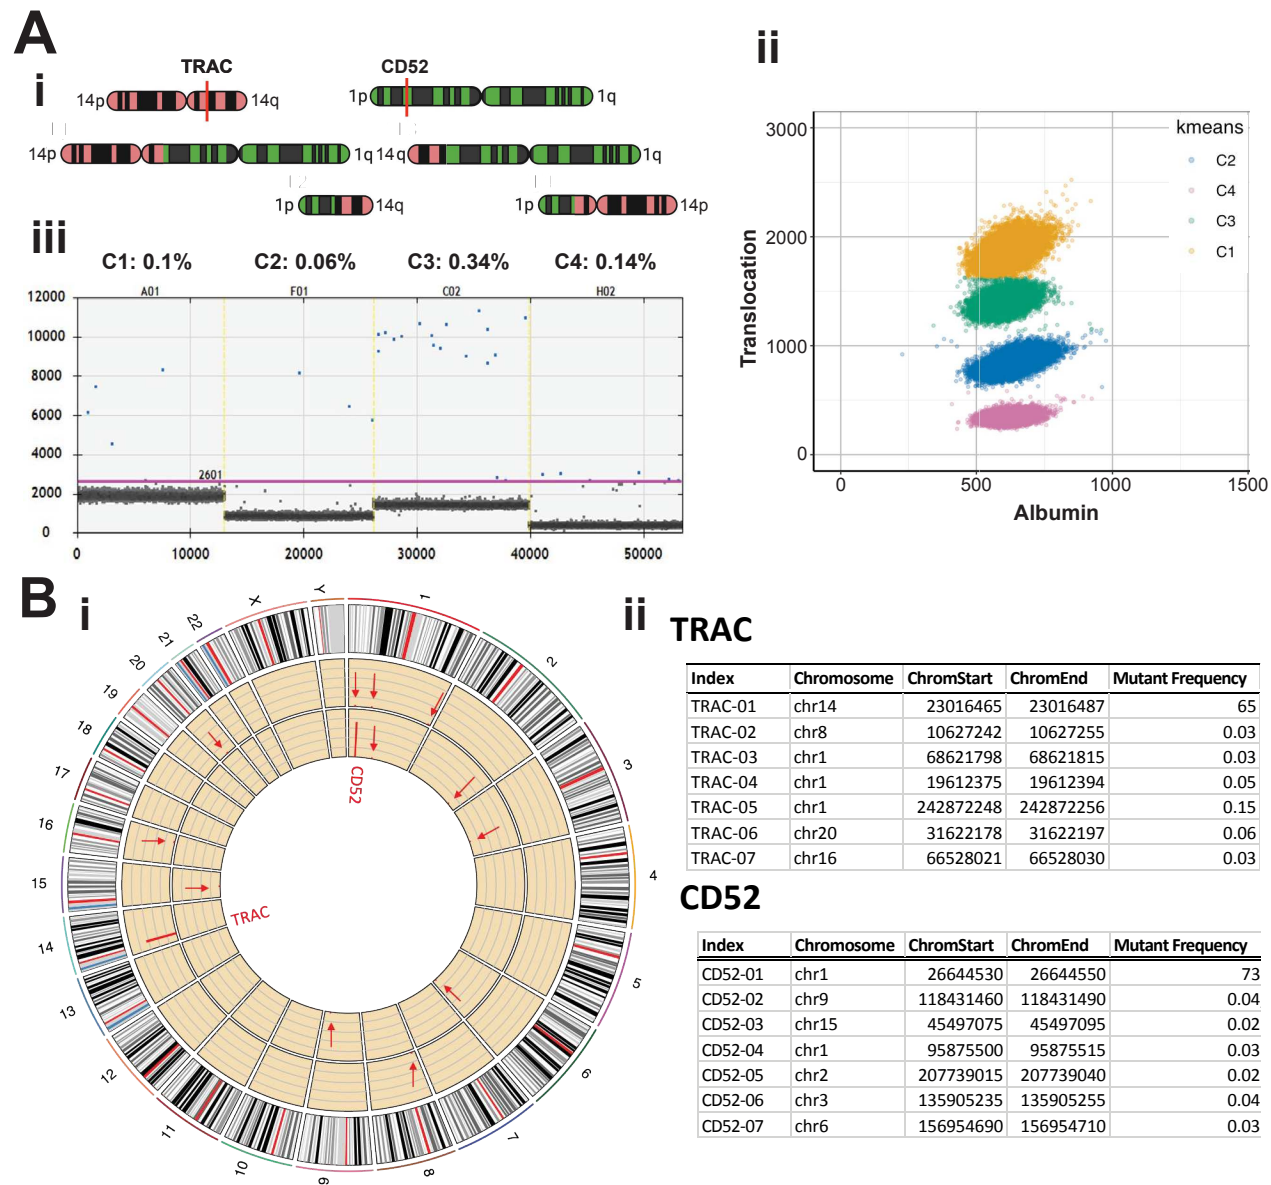 A
i
TRAC
CD52
14p
14q
1p
1q
14p
1q
14q
1q
1p
14q
1p
14p
ii
3000
2000
1000
0
0
500
1000
1500
Translocation
Albumin
kmeans
C2
C4
C3
C1
iii
C1: 0.1%
C2: 0.06%
C3: 0.34%
C4: 0.14%
A01
F01
C02
H02
12000
10000
8000
6000
4000
2000
0
2601
0
10000
20000
30000
40000
50000
B
i
1
2
3
4
5
6
7
8
9
10
11
12
13
14
15
16
17
18
19
20
21
22
X
Y
CD52
TRAC
ii
TRAC
Index Chromosome ChromStart ChromEnd Mutant Frequency
TRAC-01 chr14 23016465 23016487 65
TRAC-02 chr8 10627242 10627255 0.03
TRAC-03 chr1 68621798 68621815 0.03
TRAC-04 chr1 19612375 19612394 0.05
TRAC-05 chr1 242872248 242872256 0.15
TRAC-06 chr20 31622178 31622197 0.06
TRAC-07 chr16 66528021 66528030 0.03
CD52
Index Chromosome ChromStart ChromEnd Mutant Frequency
CD52-01 chr1 26644530 26644550 73
CD52-02 chr9 118431460 118431490 0.04
CD52-03 chr15 45497075 45497095 0.02
CD52-04 chr1 95875500 95875515 0.03
CD52-05 chr2 207739015 207739040 0.02
CD52-06 chr3 135905235 135905255 0.04
CD52-07 chr6 156954690 156954710 0.03